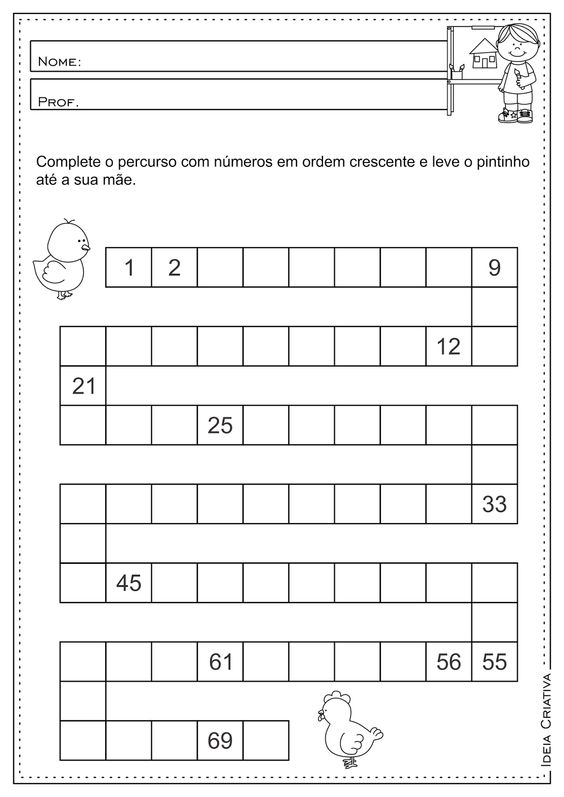 Nome:
Prof.
Complete o percurso com números em ordem crescente e leve o pintinho
até a sua mãe.
1 2 9
12
21
25
33
45
61 56 55
69
Ideia Criativa